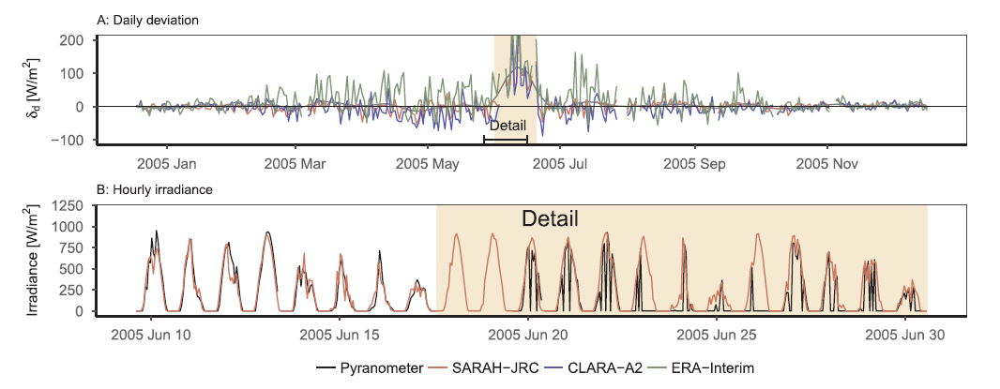 A: Daily deviation
δd [W/m²]
200
100
0
−100
Detail
2005 Jan 2005 Mar 2005 May 2005 Jul 2005 Sep 2005 Nov
B: Hourly irradiance
Irradiance [W/m²]
1250
1000
750
500
250
0
Detail
2005 Jun 10 2005 Jun 15 2005 Jun 20 2005 Jun 25 2005 Jun 30
Pyranometer SARAH−JRC CLARA−A2 ERA−Interim